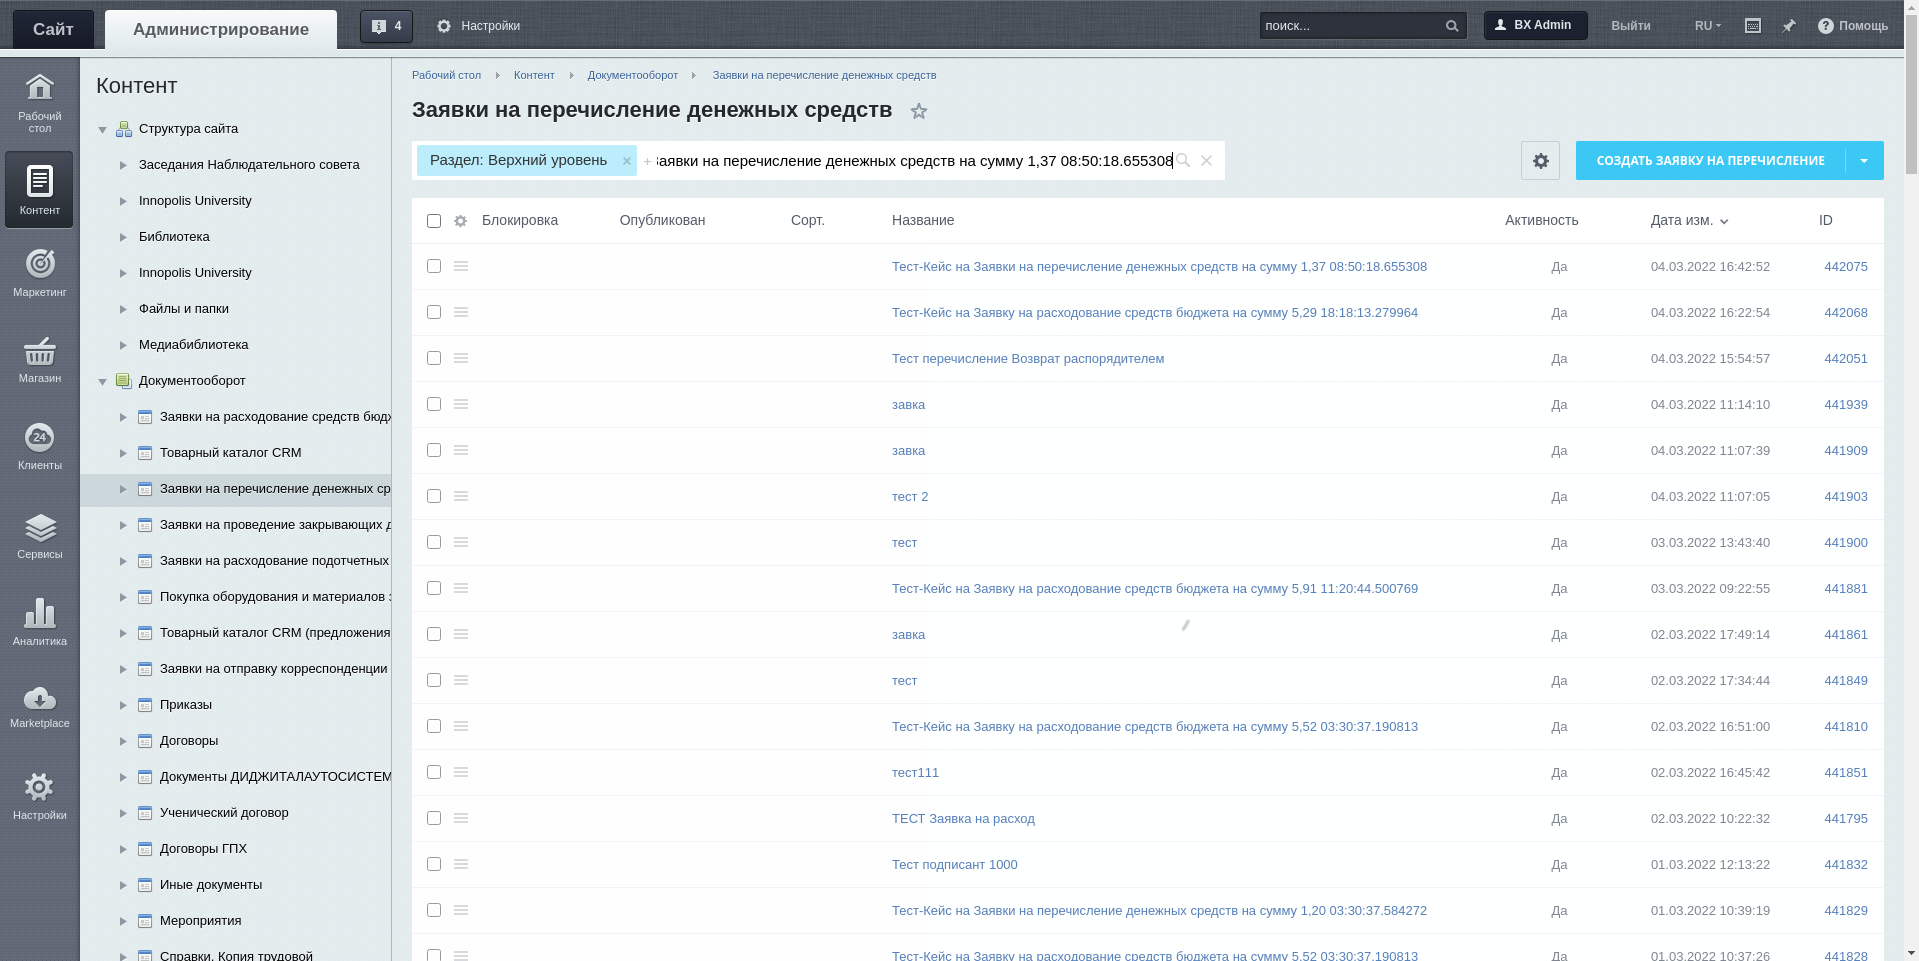 Сайт
Администрирование
4
Настройки
поиск...
BX Admin
Выйти
RU
Помощь
Рабочий стол
Контент
Маркетинг
Магазин
24
Клиенты
Сервисы
Аналитика
Marketplace
Настройки
Контент
Структура сайта
Заседания Наблюдательного совета
Innopolis University
Библиотека
Innopolis University
Файлы и папки
Медиабиблиотека
Документооборот
Заявки на расходование средств бюдж
Товарный каталог CRM
Заявки на перечисление денежных ср
Заявки на проведение закрывающих д
Заявки на расходование подотчетных
Покупка оборудования и материалов з
Товарный каталог CRM (предложения
Заявки на отправку корреспонденции
Приказы
Договоры
Документы ДИДЖИТАЛАУТОСИСТЕМ
Ученический договор
Договоры ГПХ
Иные документы
Мероприятия
Справки. Копия трудовой
Рабочий стол Контент Документооборот Заявки на перечисление денежных средств
Заявки на перечисление денежных средств
Раздел: Верхний уровень × + заявки на перечисление денежных средств на сумму 1,37 08:50:18.655308
СОЗДАТЬ ЗАЯВКУ НА ПЕРЕЧИСЛЕНИЕ
Блокировка Опубликован Сорт. Название Активность Дата изм. ID
Тест-Кейс на Заявки на перечисление денежных средств на сумму 1,37 08:50:18.655308 Да 04.03.2022 16:42:52 442075
Тест-Кейс на Заявку на расходование средств бюджета на сумму 5,29 18:18:13.279964 Да 04.03.2022 16:22:54 442068
Тест перечисление Возврат распорядителем Да 04.03.2022 15:54:57 442051
завка Да 04.03.2022 11:14:10 441939
завка Да 04.03.2022 11:07:39 441909
тест 2 Да 04.03.2022 11:07:05 441903
тест Да 03.03.2022 13:43:40 441900
Тест-Кейс на Заявку на расходование средств бюджета на сумму 5,91 11:20:44.500769 Да 03.03.2022 09:22:55 441881
завка Да 02.03.2022 17:49:14 441861
тест Да 02.03.2022 17:34:44 441849
Тест-Кейс на Заявку на расходование средств бюджета на сумму 5,52 03:30:37.190813 Да 02.03.2022 16:51:00 441810
тест111 Да 02.03.2022 16:45:42 441851
ТЕСТ Заявка на расход Да 02.03.2022 10:22:32 441795
Тест подписант 1000 Да 01.03.2022 12:13:22 441832
Тест-Кейс на Заявки на перечисление денежных средств на сумму 1,20 03:30:37.584272 Да 01.03.2022 10:39:19 441829
Тест-Кейс на Заявку на расходование средств бюджета на сумму 5,52 03:30:37.190813 Да 01.03.2022 10:37:26 441828